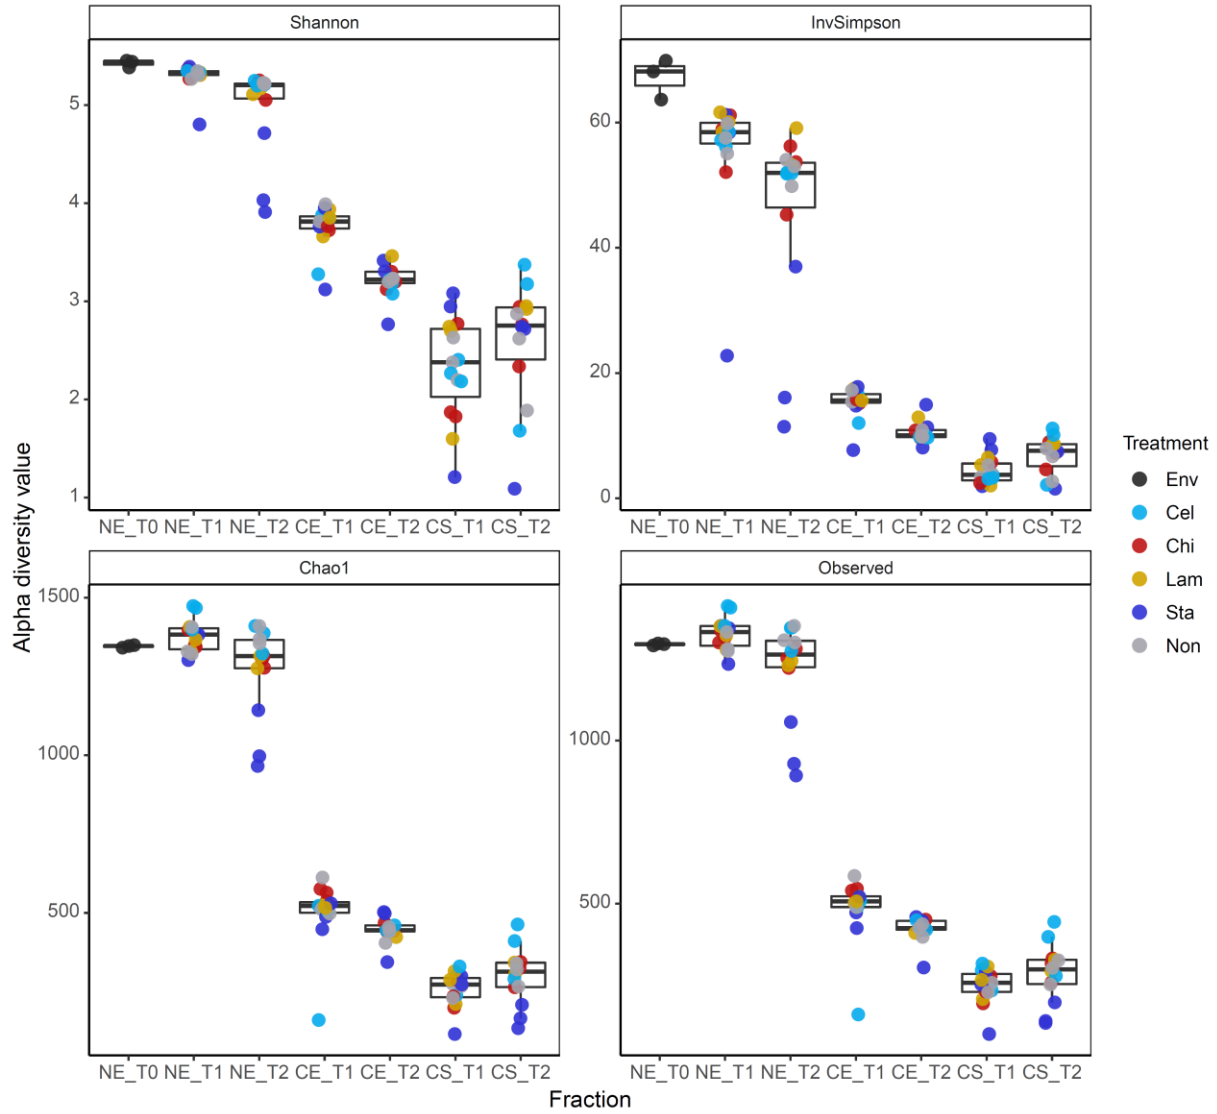 Shannon
InvSimpson
5
4
3
2
1
60
40
20
0
NE_T0 NE_T1 NE_T2 CE_T1 CE_T2 CS_T1 CS_T2
NE_T0 NE_T1 NE_T2 CE_T1 CE_T2 CS_T1 CS_T2
Alpha diversity value
Chao1
Observed
1500
1000
500
1000
500
NE_T0 NE_T1 NE_T2 CE_T1 CE_T2 CS_T1 CS_T2
NE_T0 NE_T1 NE_T2 CE_T1 CE_T2 CS_T1 CS_T2
Fraction
Treatment
Env
Cel
Chi
Lam
Sta
Non